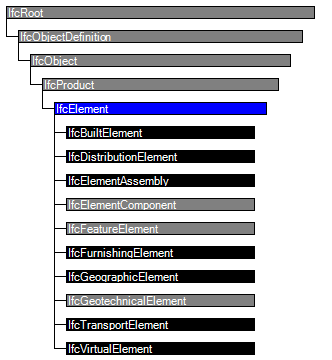 IfcRoot
IfcObjectDefinition
IfcObject
IfcProduct
IfcElement
IfcBuiltElement
IfcDistributionElement
IfcElementAssembly
IfcElementComponent
IfcFeatureElement
IfcFurnishingElement
IfcGeographicElement
IfcGeotechnicalElement
IfcTransportElement
IfcVirtualElement